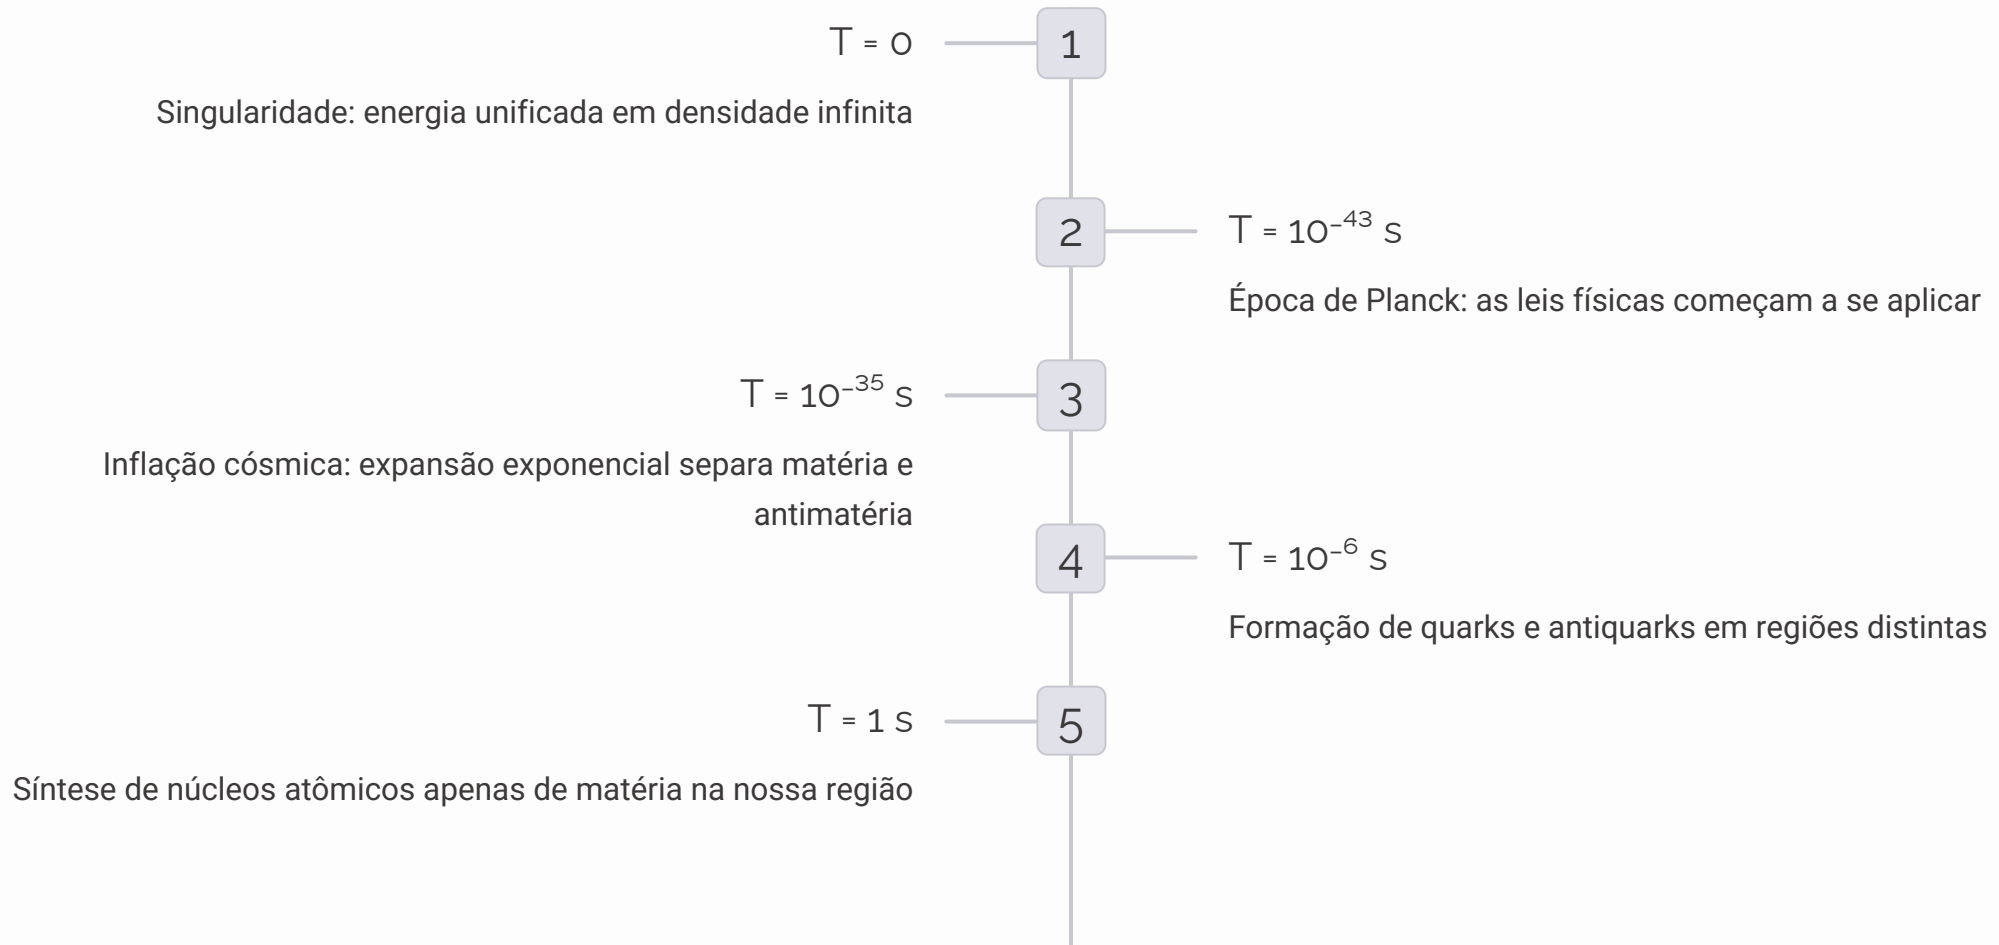 1
T = 0
Singularidade: energia unificada em densidade infinita
2
T = 10⁻⁴³ s
Época de Planck: as leis físicas começam a se aplicar
3
T = 10⁻³⁵ s
Inflação cósmica: expansão exponencial separa matéria e
antimatéria
4
T = 10⁻⁶ s
Formação de quarks e antiquarks em regiões distintas
5
T = 1 s
Síntese de núcleos atômicos apenas de matéria na nossa região